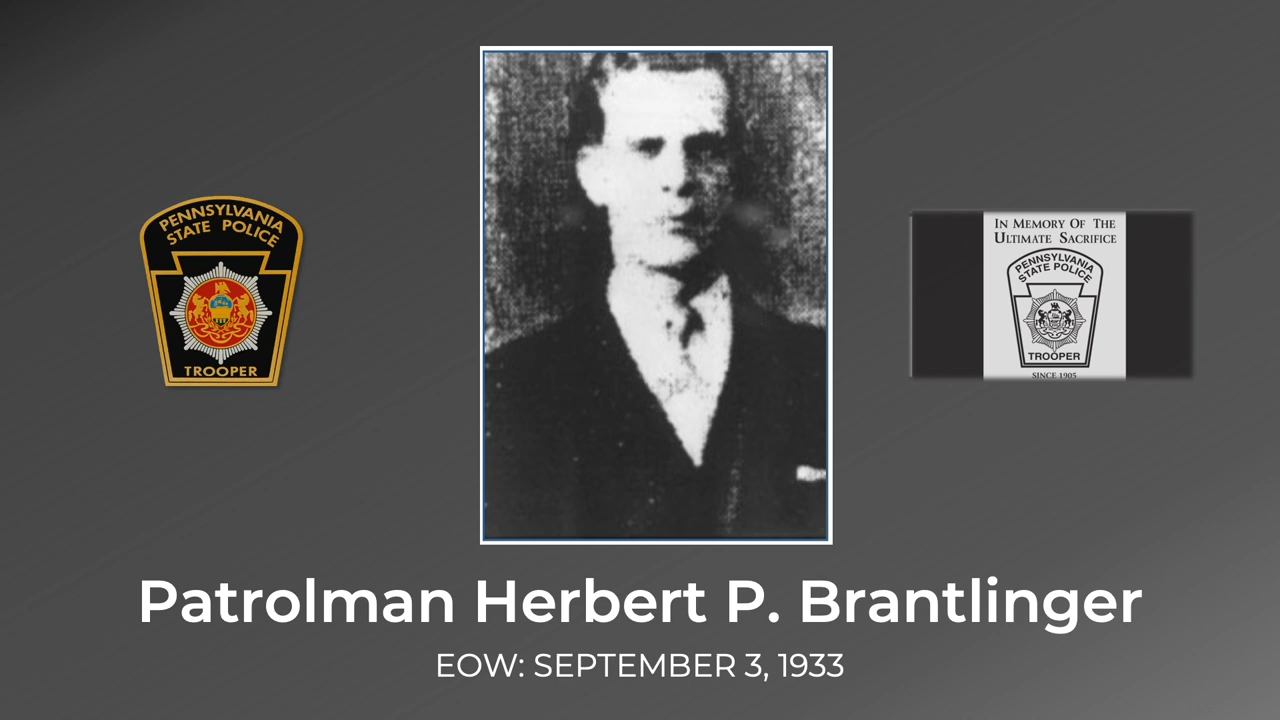 PENNSYLVANIA
STATE POLICE
TROOPER
IN MEMORY OF THE
ULTIMATE SACRIFICE
PENNSYLVANIA
STATE POLICE
TROOPER
SINCE 1905
Patrolman Herbert P. Brantlinger
EOW: SEPTEMBER 3, 1933